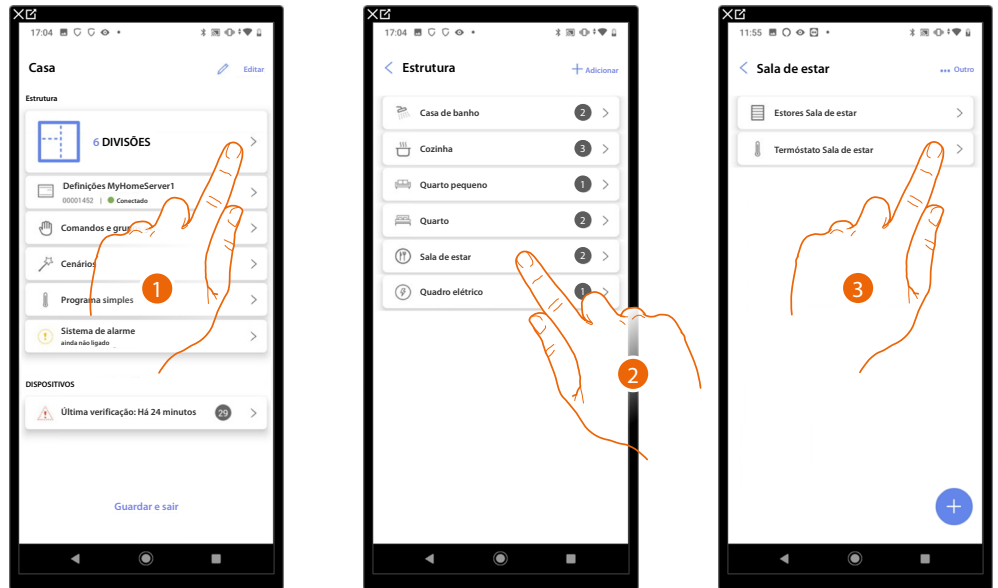 17:04
Casa
Editar
Estrutura
6 DIVISÕES
Definições MyHomeServer1
00001452 | Conectado
Comandos e gru
Cenários
Programa simples
Sistema de alarme
ainda não ligado
DISPOSITIVOS
Última verificação: Há 24 minutos 29
Guardar e sair
1
17:04
Estrutura
Adicionar
Casa de banho 2
Cozinha 3
Quarto pequeno 1
Quarto 2
Sala de estar 2
Quadro elétrico 1
2
11:55
Sala de estar
Outro
Estores Sala de estar
Termóstato Sala de estar
3